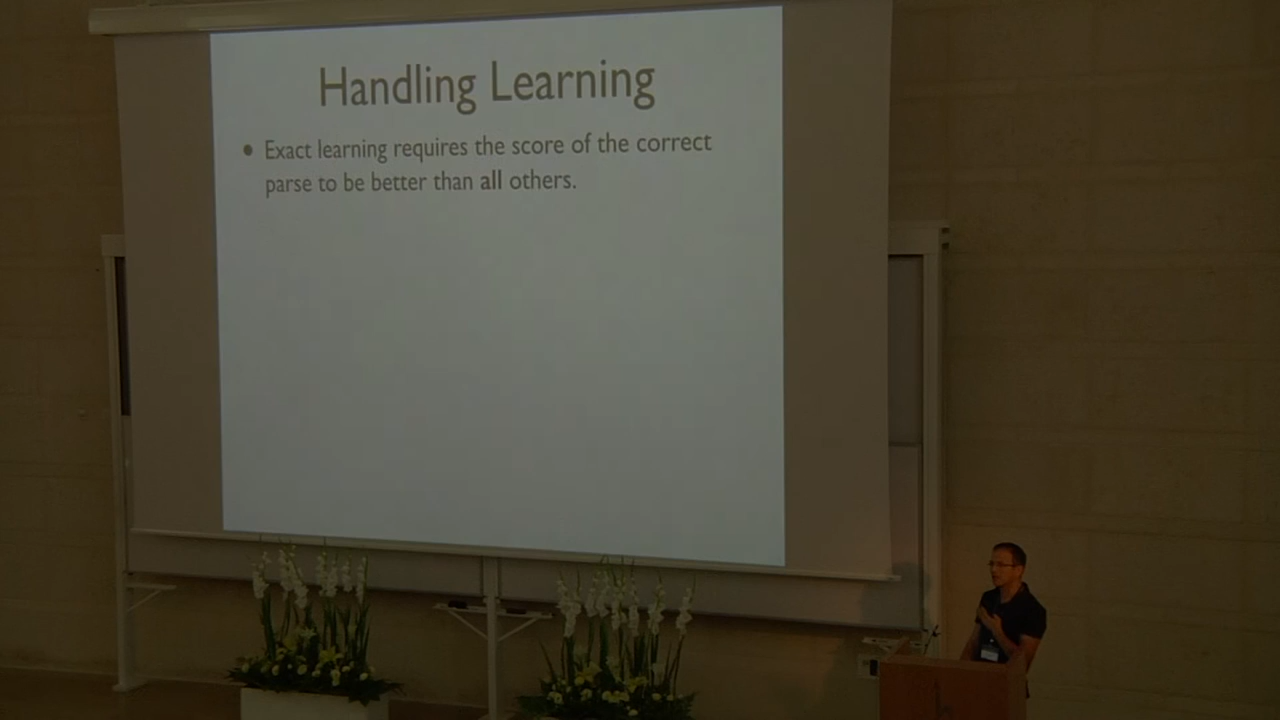 Handling Learning
• Exact learning requires the score of the correct
parse to be better than all others.